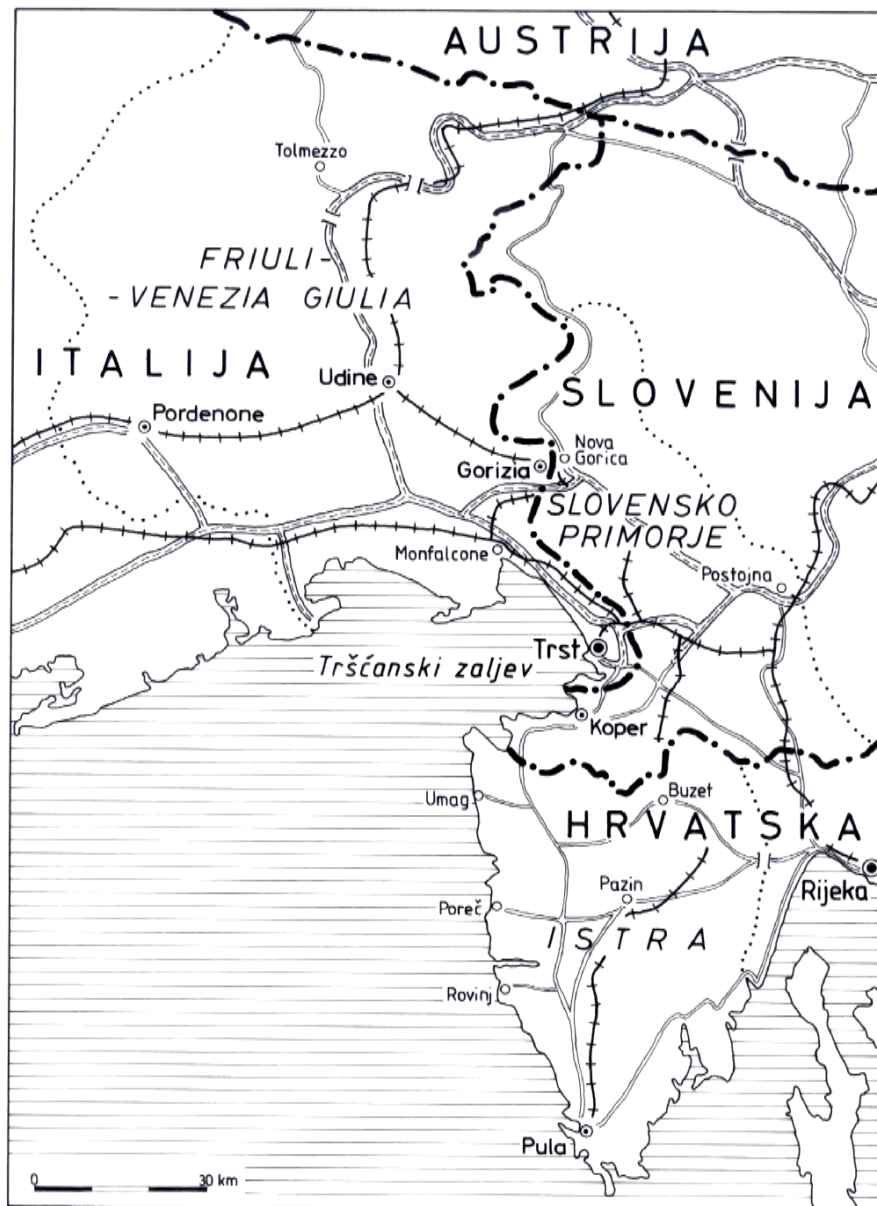 AUSTRIJA
Tolmezzo
FRIULI-
-VENEZIA GIULIA
ITALIJA
Udine
SLOVENIJA
Pordenone
Nova
Gorica
Gorizia
SLOVENSKO
PRIMORJE
Monfalcone
Postojna
Trst
Tršćanski zaljev
Koper
Umag
Buzet
HRVATSKA
Pazin
Rijeka
Poreč
ISTRA
Rovinj
Pula
0 30 km